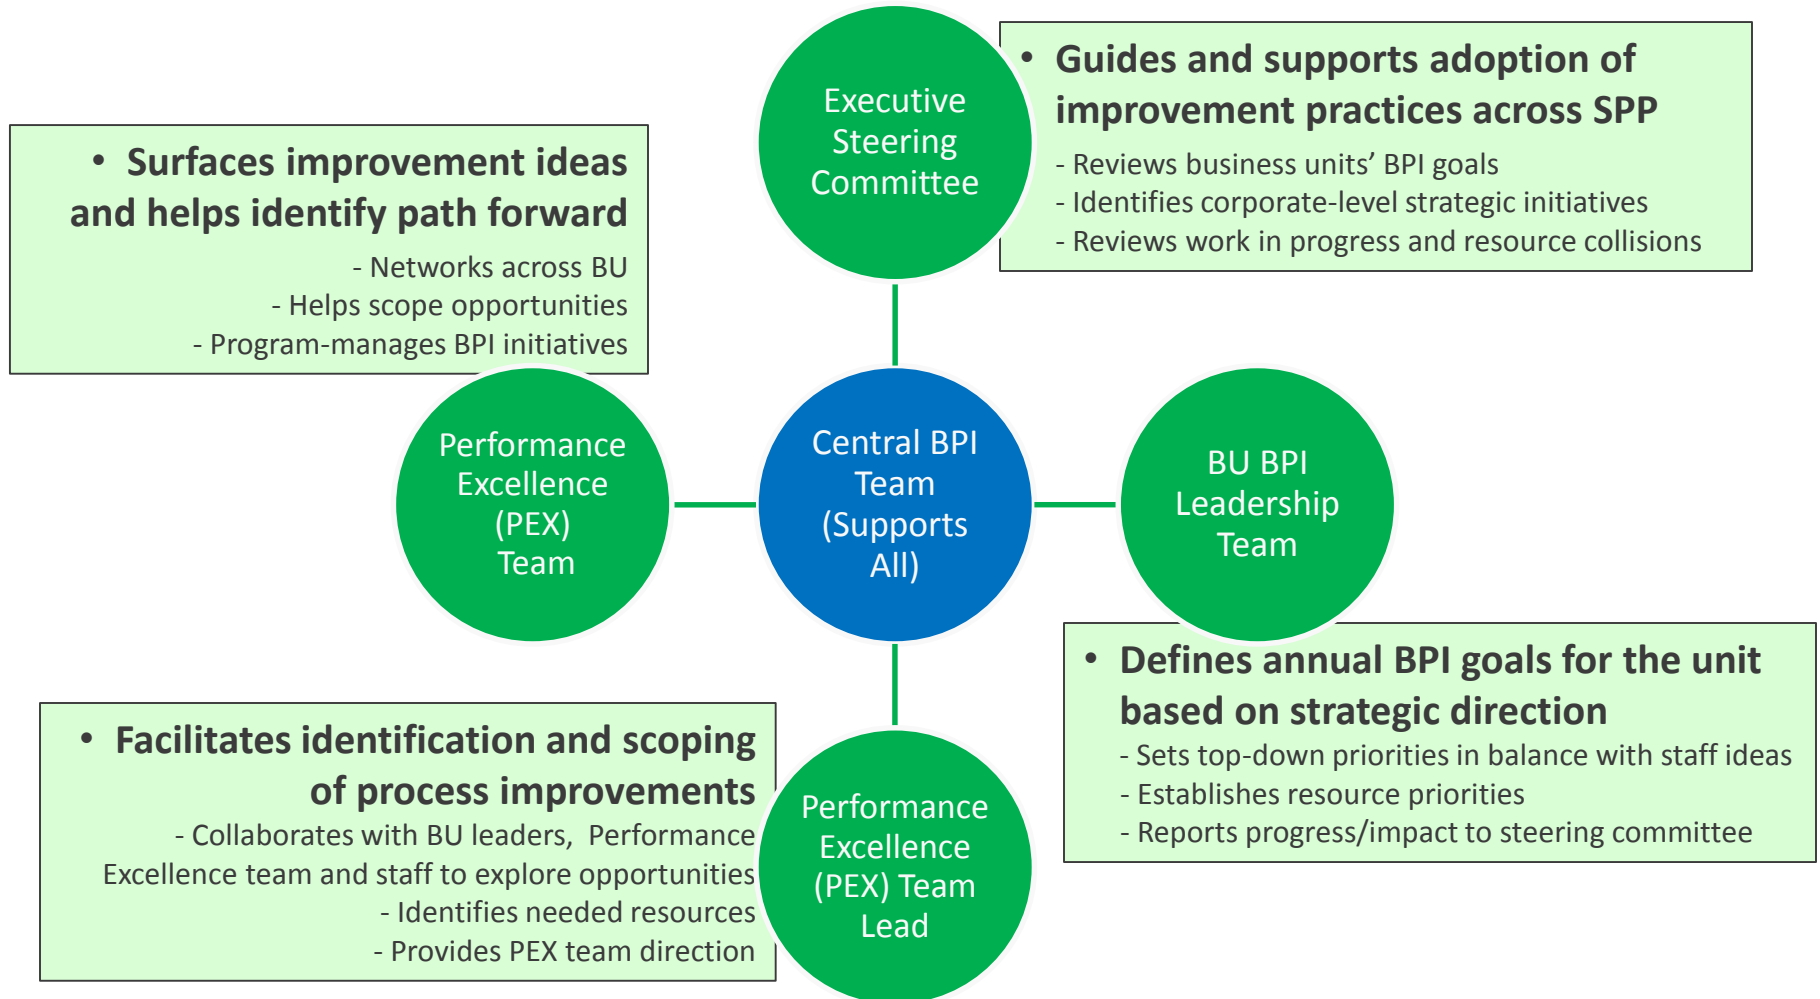 Executive
Steering
Committee
• Guides and supports adoption of
improvement practices across SPP
- Reviews business units’ BPI goals
- Identifies corporate-level strategic initiatives
- Reviews work in progress and resource collisions
• Surfaces improvement ideas
and helps identify path forward
- Networks across BU
- Helps scope opportunities
- Program-manages BPI initiatives
Performance
Excellence
(PEX)
Team
Central BPI
Team
(Supports
All)
BU BPI
Leadership
Team
• Defines annual BPI goals for the unit
based on strategic direction
- Sets top-down priorities in balance with staff ideas
- Establishes resource priorities
- Reports progress/impact to steering committee
• Facilitates identification and scoping
of process improvements
- Collaborates with BU leaders,  Performance
Excellence team and staff to explore opportunities
- Identifies needed resources
- Provides PEX team direction
Performance
Excellence
(PEX) Team
Lead